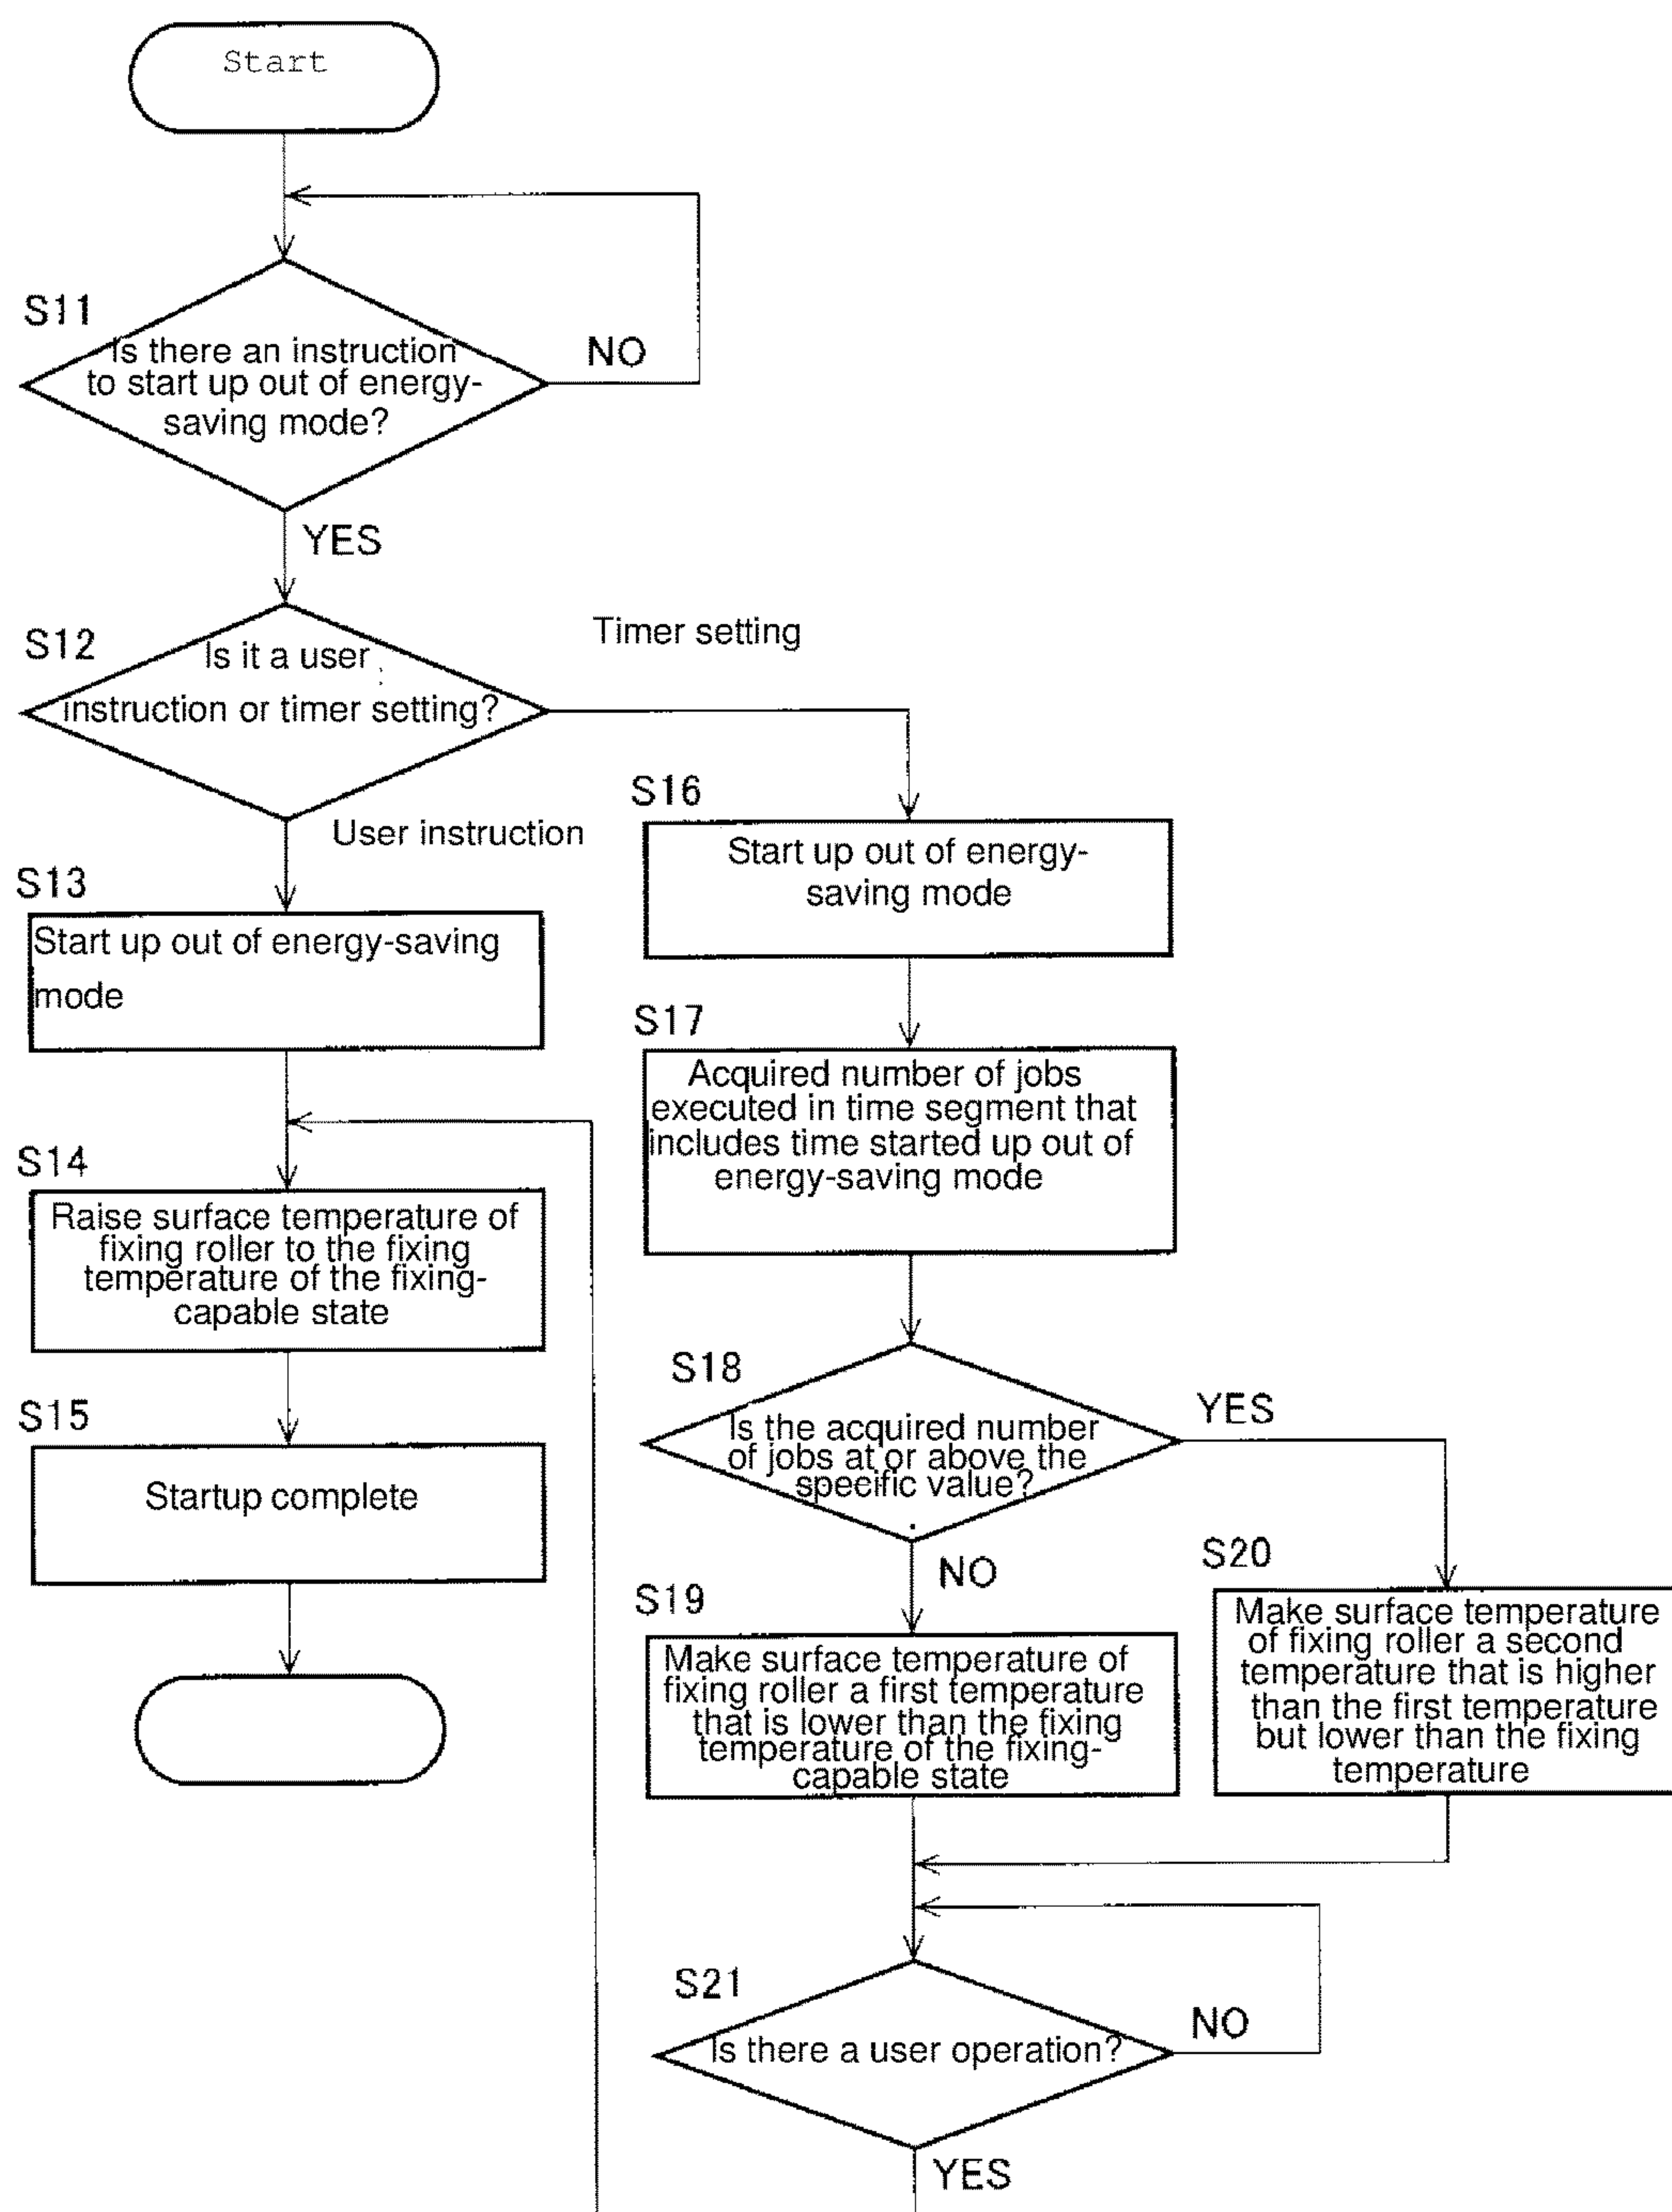 Start
S11
Is there an instruction
to start up out of energy-
saving mode?
NO
YES
S12
Is it a user
instruction or timer setting?
Timer setting
User instruction
S13
Start up out of energy-saving
mode
S14
Raise surface temperature of
fixing roller to the fixing
temperature of the fixing-
capable state
S15
Startup complete
S16
Start up out of energy-
saving mode
S17
Acquired number of jobs
executed in time segment that
includes time started up out of
energy-saving mode
S18
Is the acquired number
of jobs at or above the
specific value?
YES
NO
S19
Make surface temperature of
fixing roller a first temperature
that is lower than the fixing
temperature of the fixing-
capable state
S20
Make surface temperature
of fixing roller a second
temperature that is higher
than the first temperature
but lower than the fixing
temperature
S21
Is there a user operation?
NO
YES